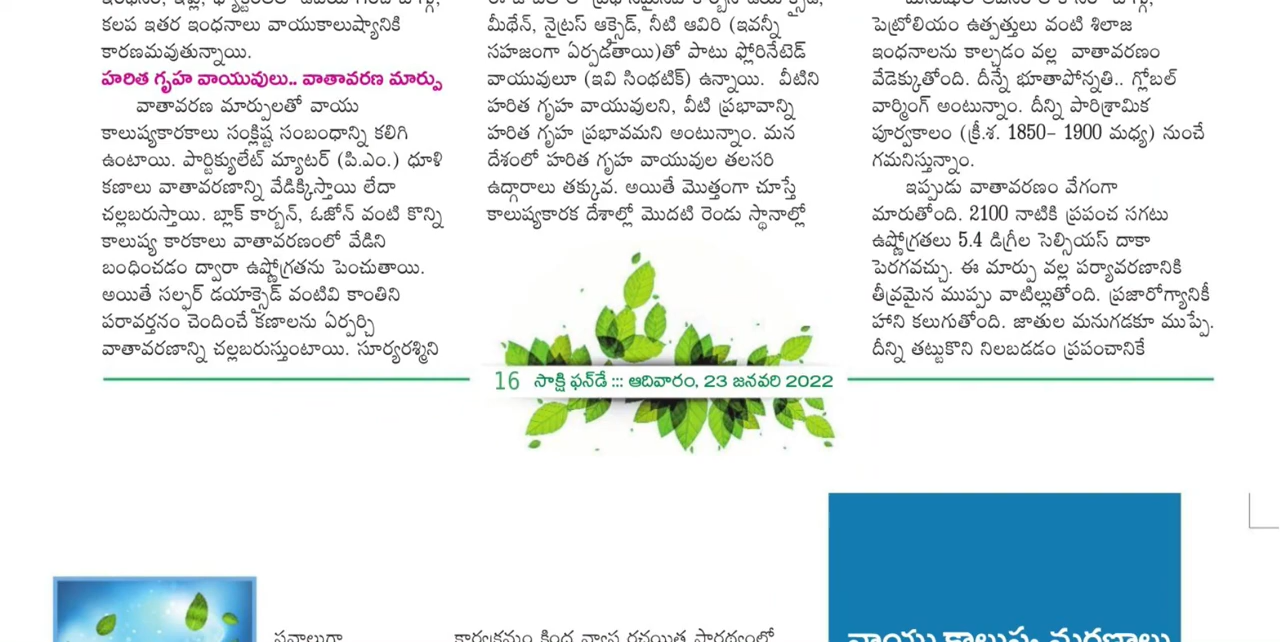 కలప ఇతర ఇంధనాలు వాయుకాలుష్యానికి
కారణమవుతున్నాయి.
హరిత గృహ వాయువులు.. వాతావరణ మార్పు
వాతావరణ మార్పులతో వాయు
కాలుష్యకారకాలు సంక్లిష్ట సంబంధాన్ని కలిగి
ఉంటాయి. పార్టిక్యులేట్ మ్యాటర్ (పి.ఎం.) ధూళి
కణాలు వాతావరణాన్ని వేడిక్కిస్తాయి లేదా
చల్లబరుస్తాయి. బ్లాక్ కార్బన్, ఓజోన్ వంటి కొన్ని
కాలుష్య కారకాలు వాతావరణంలో వేడిని
బంధించడం ద్వారా ఉష్ణోగ్రతను పెంచుతాయి.
అయితే సల్ఫర్ డయాక్సైడ్ వంటివి కాంతిని
పరావర్తనం చెందించే కణాలను ఏర్పర్చి
వాతావరణాన్ని చల్లబరుస్తుంటాయి. సూర్యరశ్మిని
మీథేన్, నైట్రస్ ఆక్సైడ్, నీటి ఆవిరి (ఇవన్నీ
సహజంగా ఏర్పడతాయి)తో పాటు ఫ్లోరినేటెడ్
వాయువులూ (ఇవి సింథటిక్) ఉన్నాయి. వీటిని
హరిత గృహ వాయువులని, వీటి ప్రభావాన్ని
హరిత గృహ ప్రభావమని అంటున్నాం. మన
దేశంలో హరిత గృహ వాయువుల తలసరి
ఉద్గారాలు తక్కువ. అయితే మొత్తంగా చూస్తే
కాలుష్యకారక దేశాల్లో మొదటి రెండు స్థానాల్లో
పెట్రోలియం ఉత్పత్తులు వంటి శిలాజ
ఇంధనాలను కాల్చడం వల్ల వాతావరణం
వేడెక్కుతోంది. దీన్నే భూతాపోన్నతి.. గ్లోబల్
వార్మింగ్ అంటున్నాం. దీన్ని పారిశ్రామిక
పూర్వకాలం (క్రీ.శ. 1850– 1900 మధ్య) నుంచే
గమనిస్తున్నాం.
ఇప్పుడు వాతావరణం వేగంగా
మారుతోంది. 2100 నాటికి ప్రపంచ సగటు
ఉష్ణోగ్రతలు 5.4 డిగ్రీల సెల్సియస్ దాకా
పెరగవచ్చు. ఈ మార్పు వల్ల పర్యావరణానికి
తీవ్రమైన ముప్పు వాటిల్లుతోంది. ప్రజారోగ్యానికీ
హాని కలుగుతోంది. జాతుల మనుగడకూ ముప్పే.
దీన్ని తట్టుకొని నిలబడడం ప్రపంచానికే
16 సాక్షి ఫన్‌డే ::: ఆదివారం, 23 జనవరి 2022